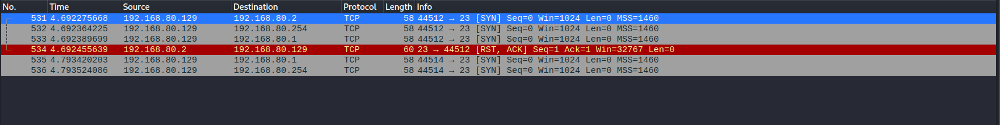 No. Time Source Destination Protocol Length Info
531 4.692275668 192.168.80.129 192.168.80.2 TCP 58 44512 → 23 [SYN] Seq=0 Win=1024 Len=0 MSS=1460
532 4.692364225 192.168.80.129 192.168.80.254 TCP 58 44512 → 23 [SYN] Seq=0 Win=1024 Len=0 MSS=1460
533 4.692389699 192.168.80.129 192.168.80.1 TCP 58 44512 → 23 [SYN] Seq=0 Win=1024 Len=0 MSS=1460
534 4.692455639 192.168.80.2 192.168.80.129 TCP 60 23 → 44512 [RST, ACK] Seq=1 Ack=1 Win=32767 Len=0
535 4.793420203 192.168.80.129 192.168.80.1 TCP 58 44514 → 23 [SYN] Seq=0 Win=1024 Len=0 MSS=1460
536 4.793524086 192.168.80.129 192.168.80.254 TCP 58 44514 → 23 [SYN] Seq=0 Win=1024 Len=0 MSS=1460